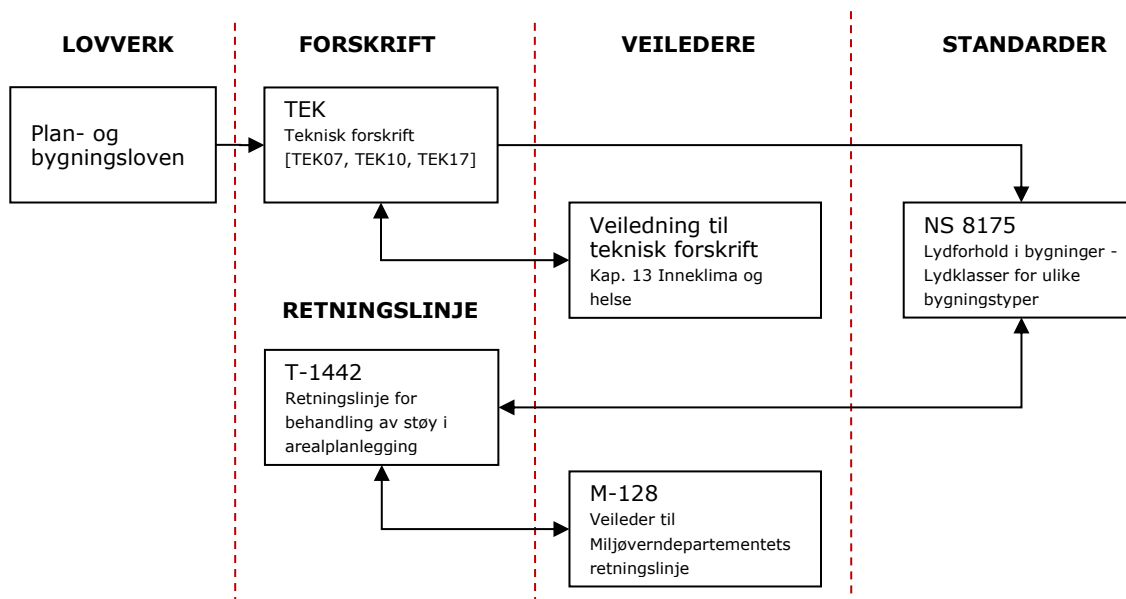 LOVVERK
FORSKRIFT
VEILEDERE
STANDARDER
Plan- og
bygningsloven
TEK
Teknisk forskrift
[TEK07, TEK10, TEK17]
Veiledning til
teknisk forskrift
Kap. 13 Inneklima og
helse
NS 8175
Lydforhold i bygninger -
Lydklasser for ulike
bygningstyper
RETNINGSLINJE
T-1442
Retningslinje for
behandling av støy i
arealplanlegging
M-128
Veileder til
Miljøverndepartementets
retningslinje